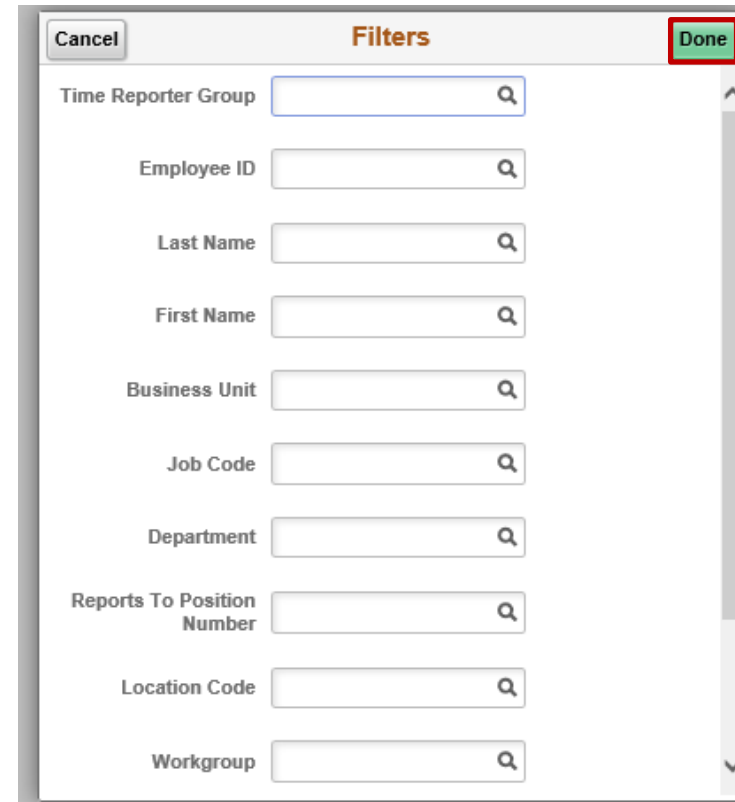 Cancel Filters Done
Time Reporter Group
Employee ID
Last Name
First Name
Business Unit
Job Code
Department
Reports To Position
Number
Location Code
Workgroup